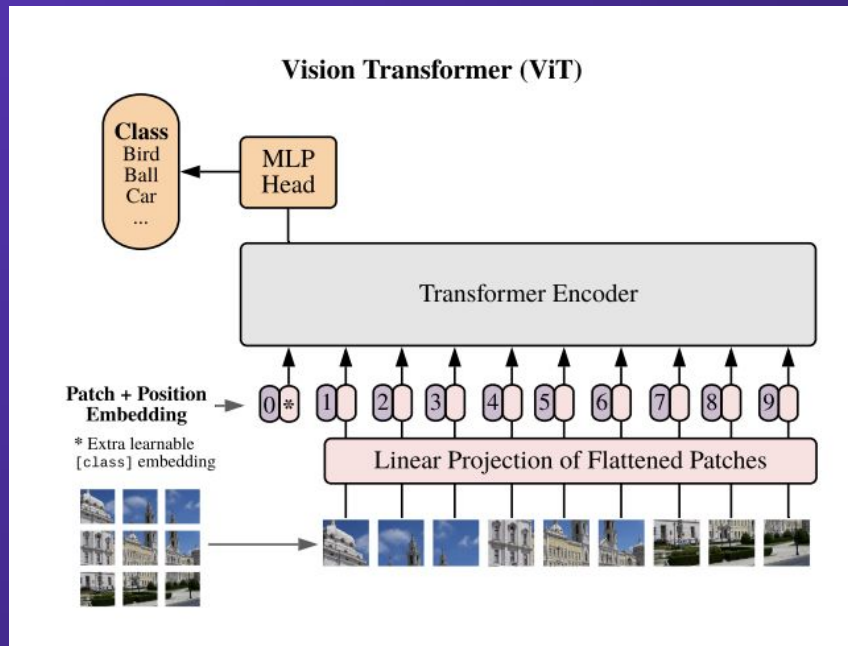 Vision Transformer (ViT)
Class
Bird
Ball
Car
...
MLP
Head
Transformer Encoder
Patch + Position
Embedding
0 * 1 2 3 4 5 6 7 8 9
* Extra learnable
[class] embedding
Linear Projection of Flattened Patches